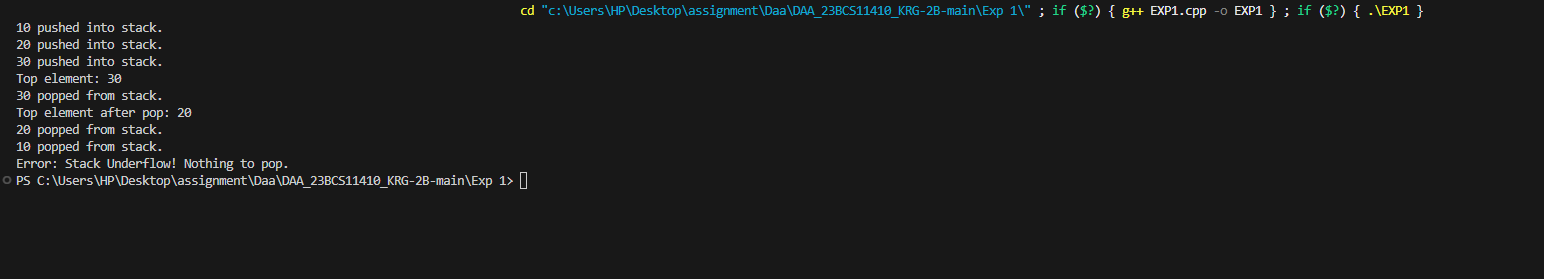 cd "c:\Users\HP\Desktop\assignment\Daa\DAA_23BCS11410_KRG-2B-main\Exp 1\" ; if ($?) { g++ EXP1.cpp -o EXP1 } ; if ($?) { .\EXP1 }
10 pushed into stack.
20 pushed into stack.
30 pushed into stack.
Top element: 30
30 popped from stack.
Top element after pop: 20
20 popped from stack.
10 popped from stack.
Error: Stack Underflow! Nothing to pop.
PS C:\Users\HP\Desktop\assignment\Daa\DAA_23BCS11410_KRG-2B-main\Exp 1>